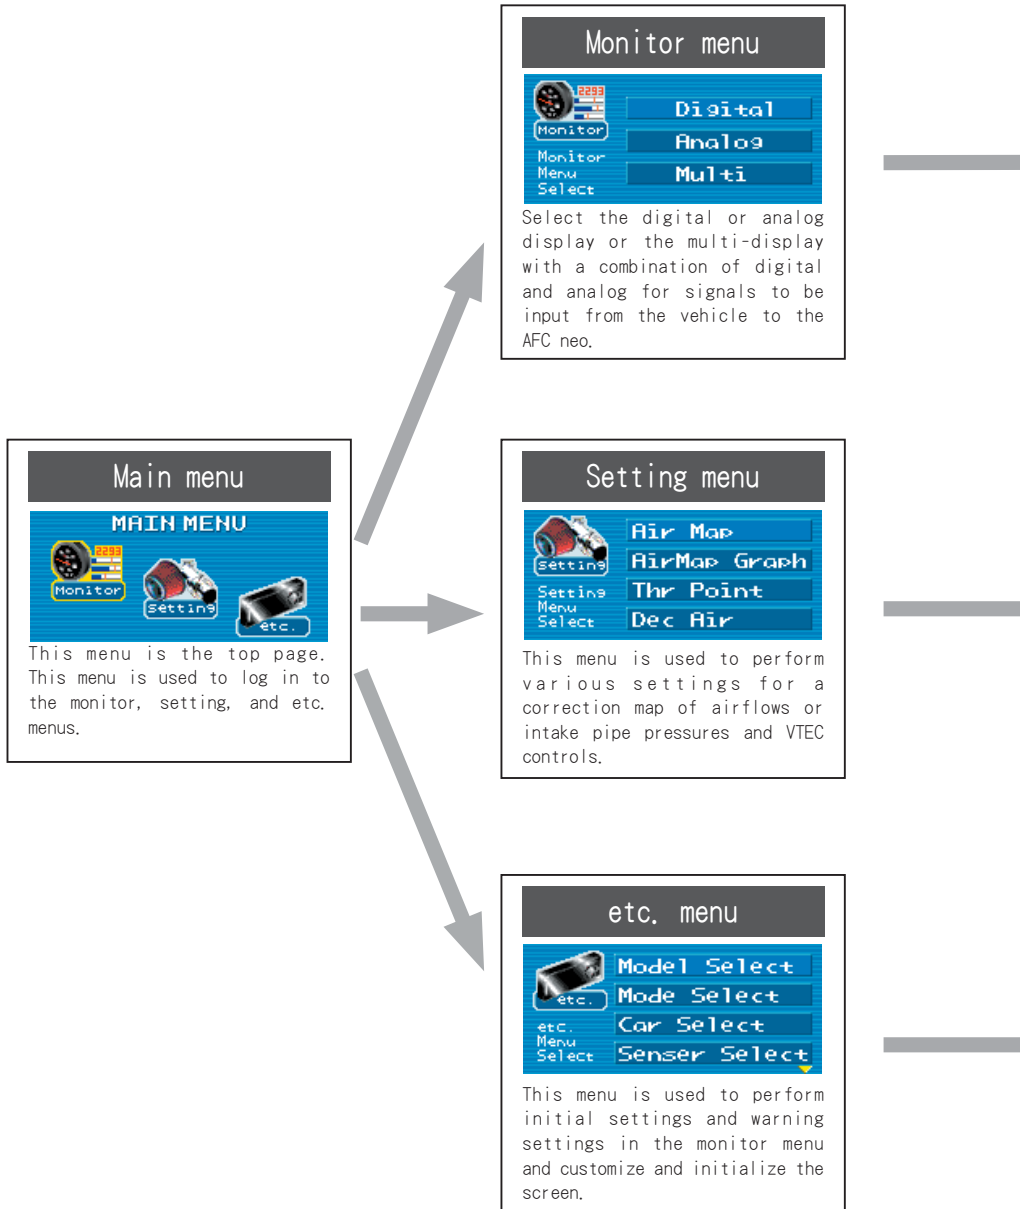 Monitor menu
2293
Monitor
Monitor
Menu
Select
Digital
Analog
Multi
Select the digital or analog
display or the multi-display
with a combination of digital
and analog for signals to be
input from the vehicle to the
AFC neo.
Main menu
MAIN MENU
2293
Monitor
Setting
etc.
This menu is the top page.
This menu is used to log in to
the monitor, setting, and etc.
menus.
Setting menu
Setting
Setting
Menu
Select
Air Map
AirMap Graph
Thr Point
Dec Air
This menu is used to perform
various settings for a
correction map of airflows or
intake pipe pressures and VTEC
controls.
etc. menu
etc.
etc.
Menu
Select
Model Select
Mode Select
Car Select
Senser Select
This menu is used to perform
initial settings and warning
settings in the monitor menu
and customize and initialize the
screen.